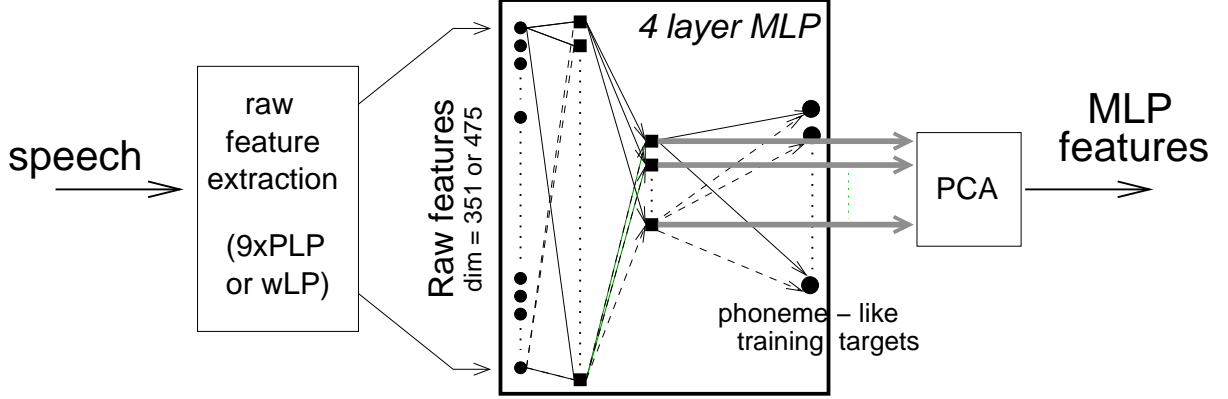 speech
raw
feature
extraction
(9xPLP
or wLP)
Raw features
dim = 351 or 475
4 layer MLP
phoneme – like
training targets
PCA
MLP
features